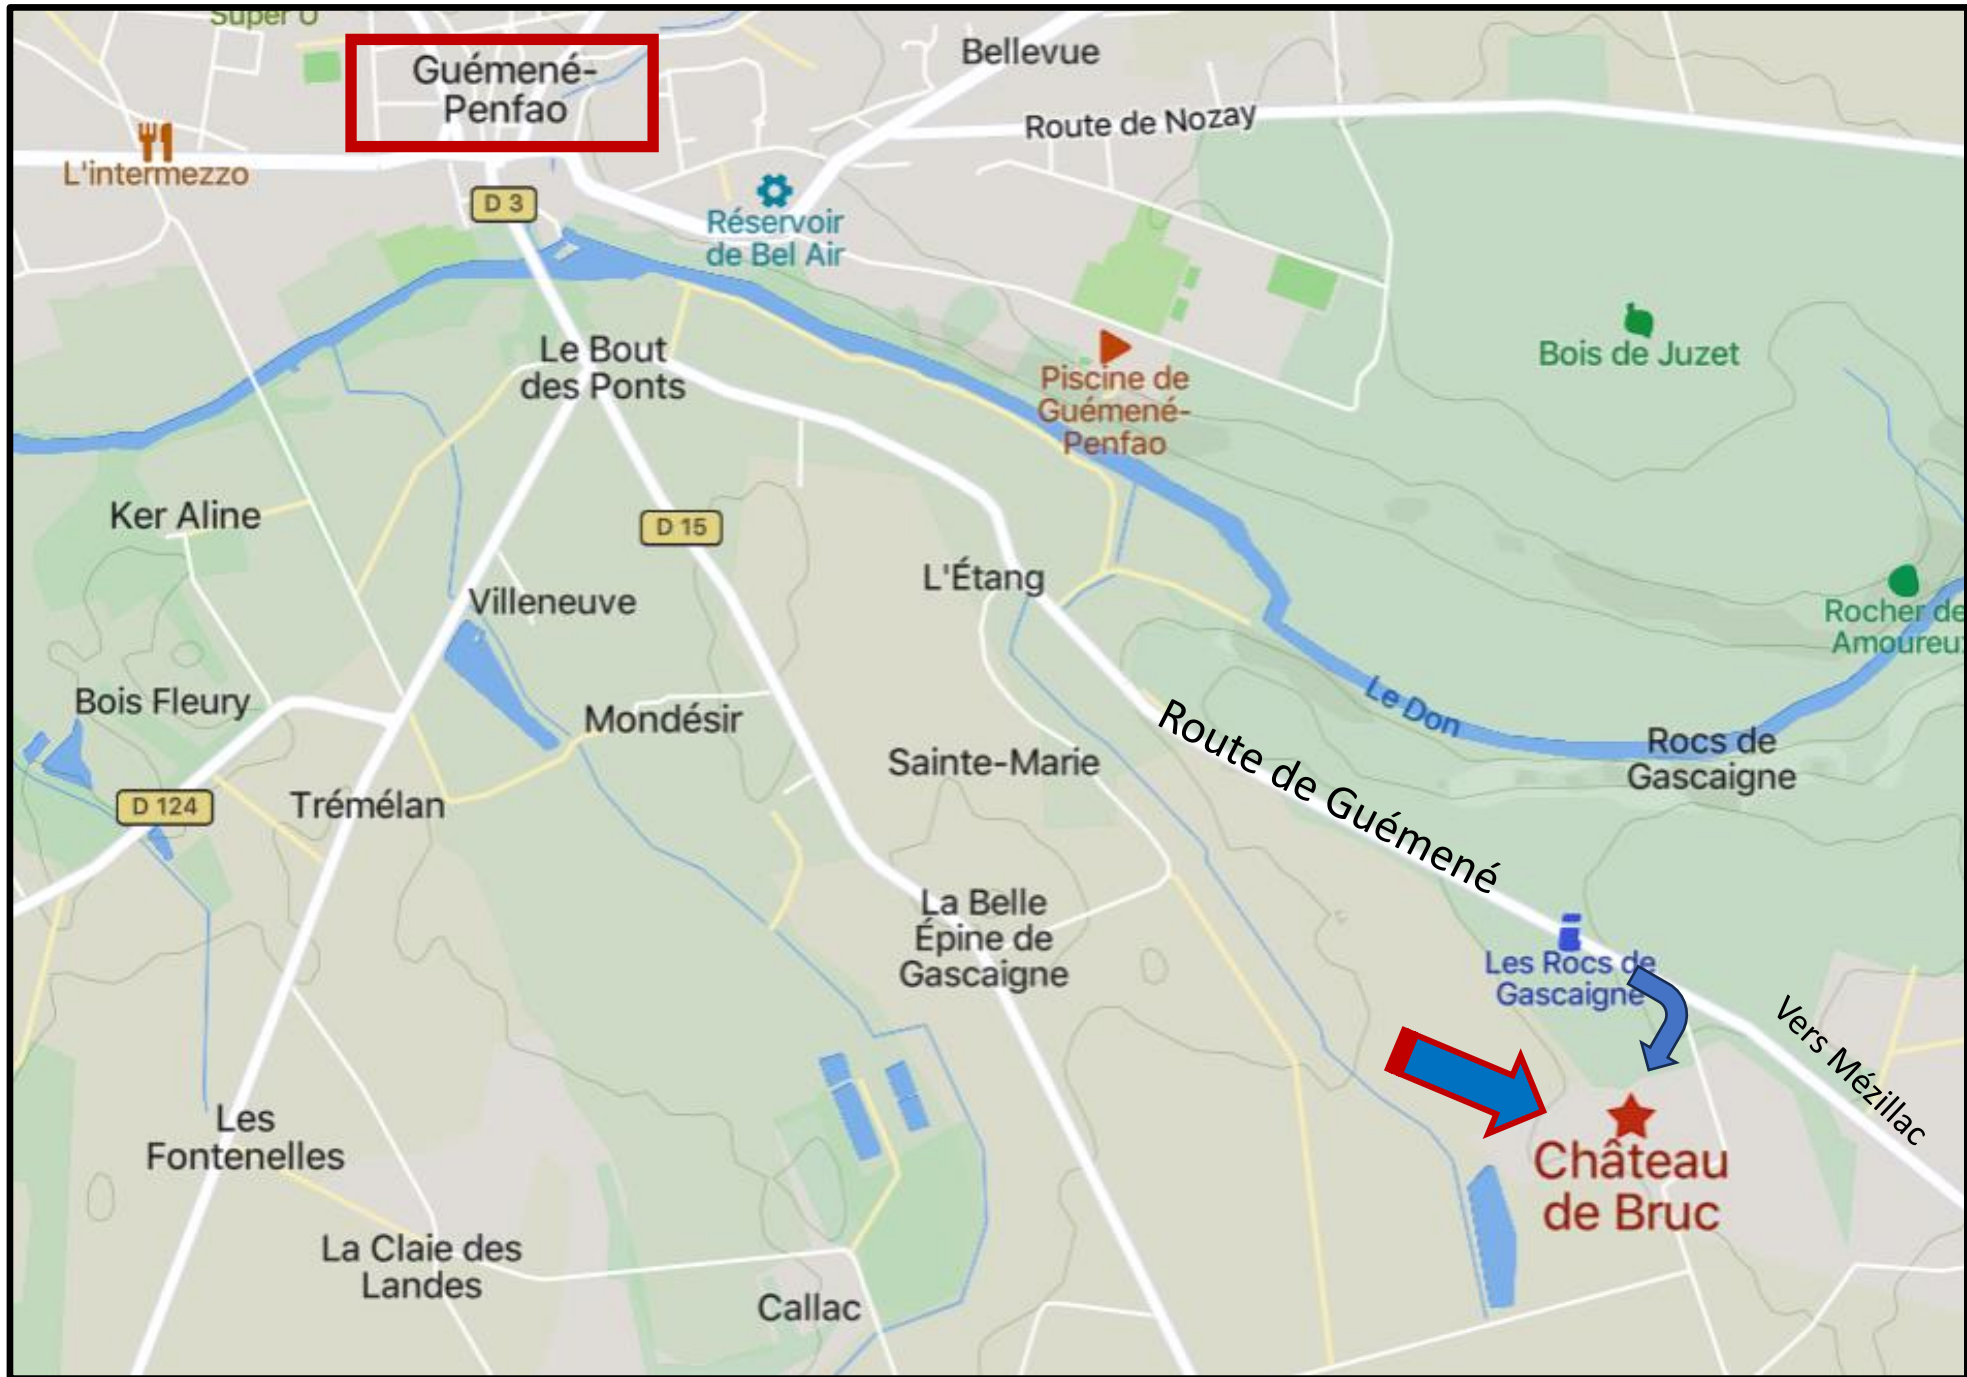 Super U
Guémené-
Penfao
Bellevue
Route de Nozay
L'intermezzo
D 3
Réservoir
de Bel Air
Le Bout
des Ponts
Bois de Juzet
Piscine de
Guémené-
Penfao
Ker Aline
D 15
L'Étang
Villeneuve
Rocher de
Amoureu
Bois Fleury
Mondésir
Le Don
Route de Guémené
Rocs de
Gascaigne
Sainte-Marie
D 124
Trémélan
La Belle
Épine de
Gascaigne
Les Rocs de
Gascaigne
Vers Mézillac
Les
Fontenelles
Château
de Bruc
La Claie des
Landes
Callac